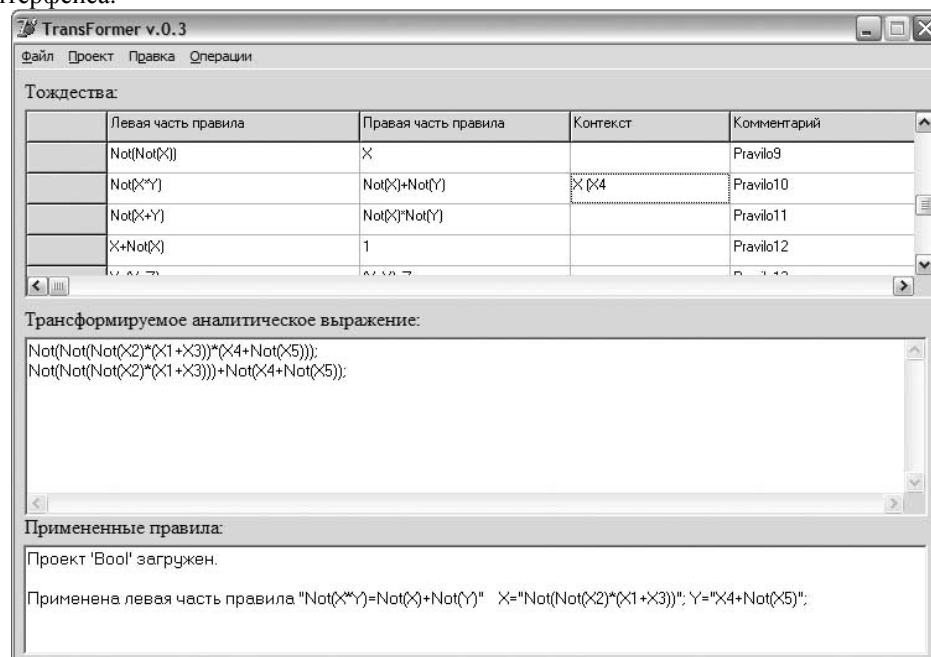 TransFormer v.0.3
Файл Проект Правка Операции
Тождества:
Левая часть правила Правая часть правила Контекст Комментарий
Not(Not(X)) X Pravilo9
Not(X*Y) Not(X)+Not(Y) X (X4 Pravilo10
Not(X+Y) Not(X)*Not(Y) Pravilo11
X+Not(X) 1 Pravilo12
Трансформируемое аналитическое выражение:
Not(Not(Not(X2)*(X1+X3))*(X4+Not(X5)));
Not(Not(Not(X2)*(X1+X3)))+Not(X4+Not(X5));
Примененные правила:
Проект 'Bool' загружен.
Применена левая часть правила "Not(X*Y)=Not(X)+Not(Y)" X="Not(Not(X2)*(X1+X3))"; Y="X4+Not(X5)";